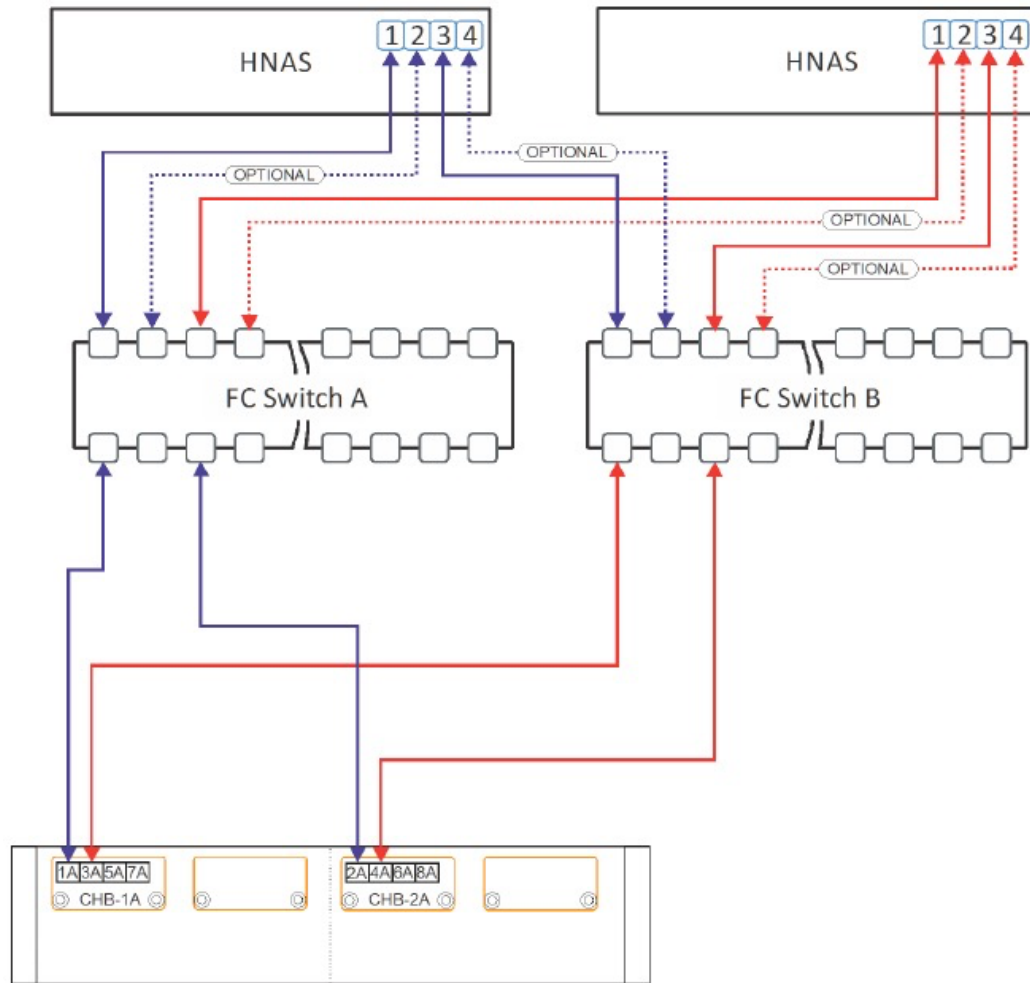 1 2 3 4
HNAS
1 2 3 4
HNAS
OPTIONAL
OPTIONAL
OPTIONAL
OPTIONAL
FC Switch A
FC Switch B
1A 3A 5A 7A
CHB-1A
2A 4A 6A 8A
CHB-2A